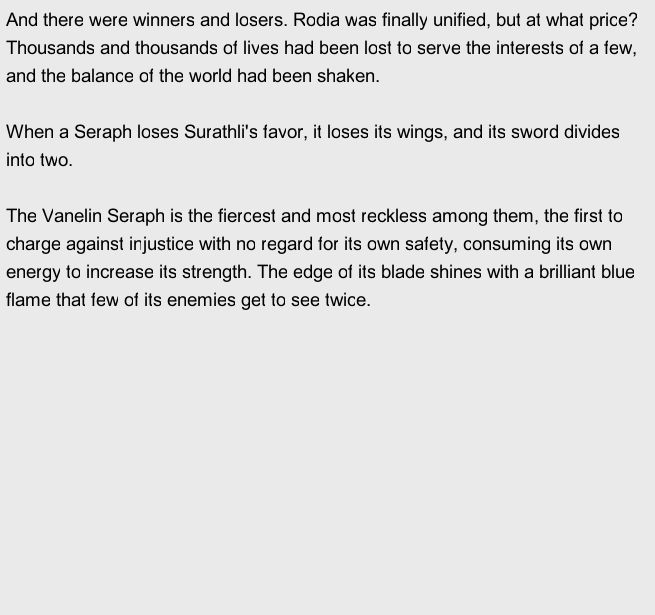 And there were winners and losers. Rodia was finally unified, but at what price?
Thousands and thousands of lives had been lost to serve the interests of a few,
and the balance of the world had been shaken.
When a Seraph loses Surathli's favor, it loses its wings, and its sword divides
into two.
The Vanelin Seraph is the fiercest and most reckless among them, the first to
charge against injustice with no regard for its own safety, consuming its own
energy to increase its strength. The edge of its blade shines with a brilliant blue
flame that few of its enemies get to see twice.